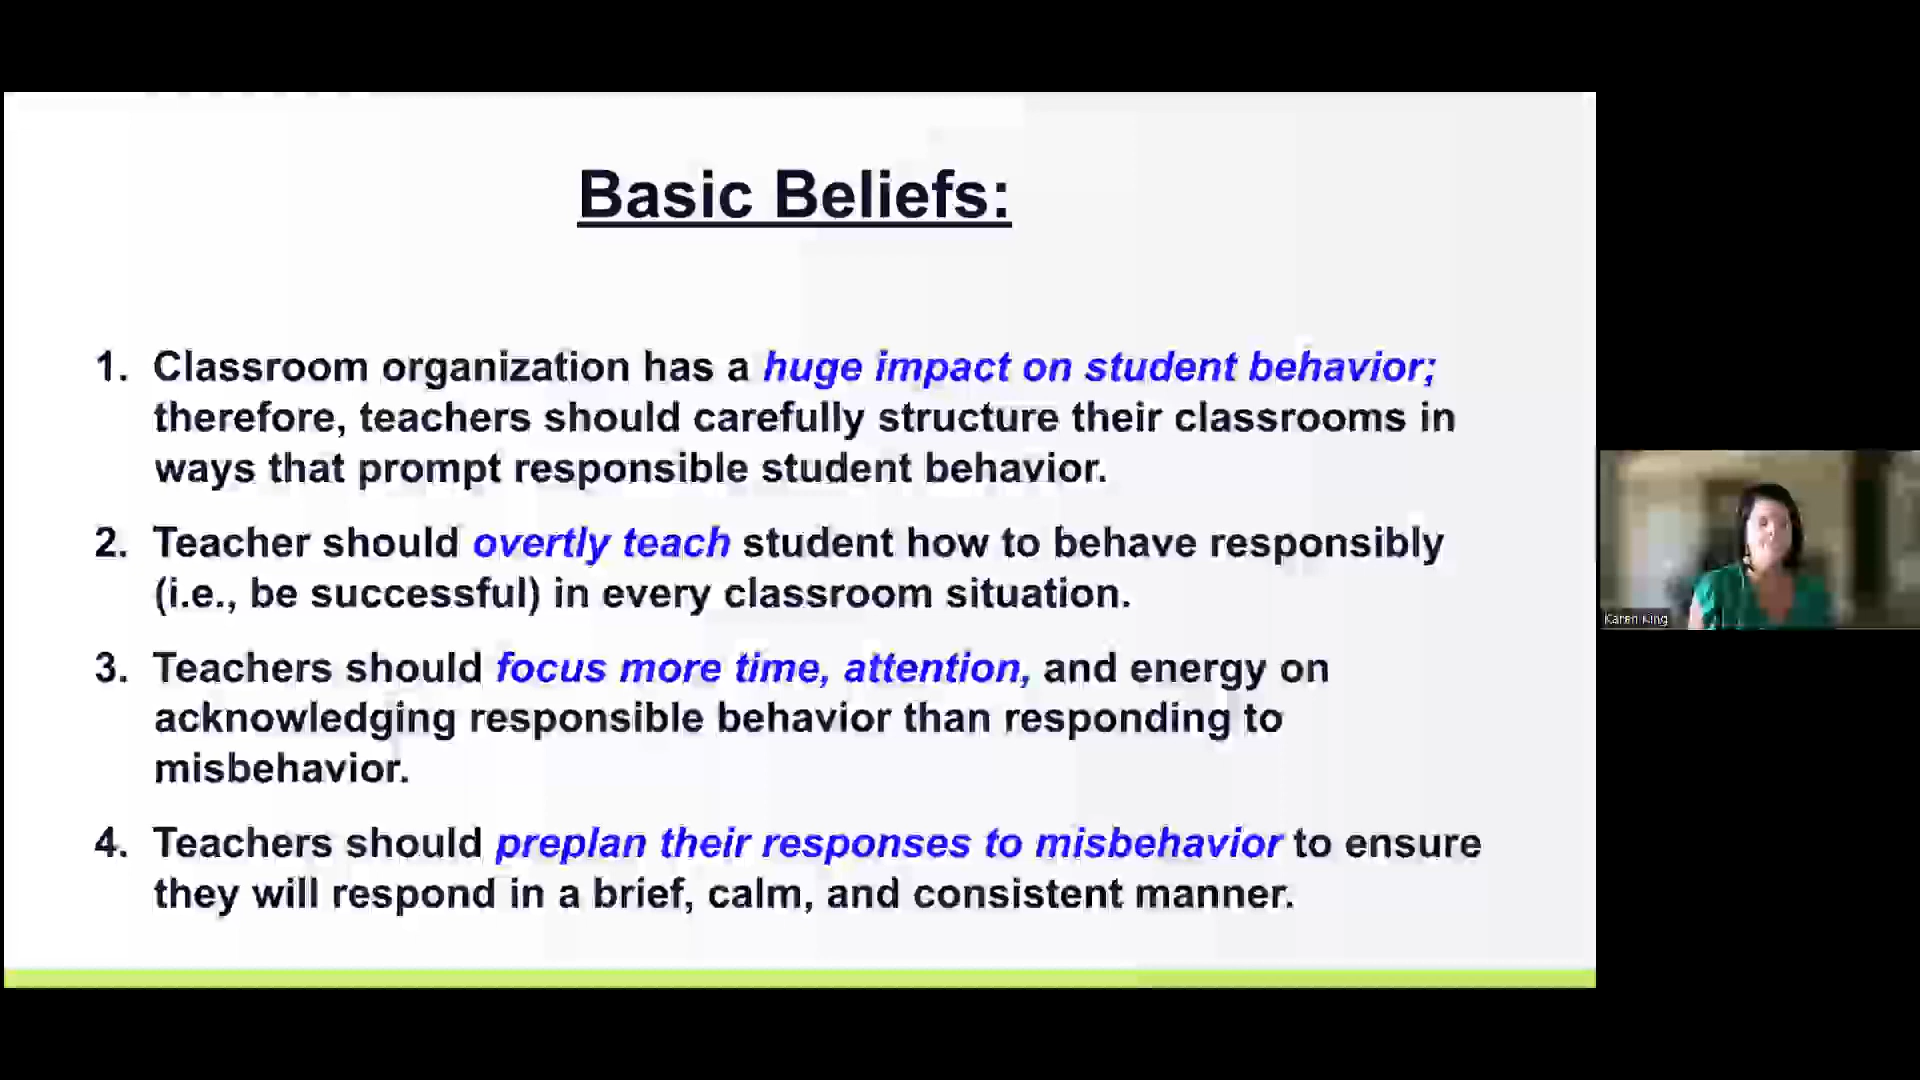 Basic Beliefs:
1. Classroom organization has a huge impact on student behavior;
therefore, teachers should carefully structure their classrooms in
ways that prompt responsible student behavior.
2. Teacher should overtly teach student how to behave responsibly
(i.e., be successful) in every classroom situation.
3. Teachers should focus more time, attention, and energy on
acknowledging responsible behavior than responding to
misbehavior.
4. Teachers should preplan their responses to misbehavior to ensure
they will respond in a brief, calm, and consistent manner.
Karen King